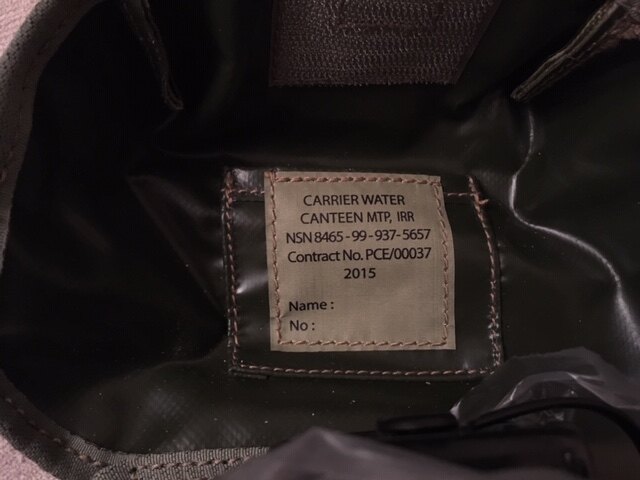 CARRIER WATER
CANTEEN MTP, IRR
NSN 8465-99-937-5657
Contract No. PCE/00037
2015
Name :
No :